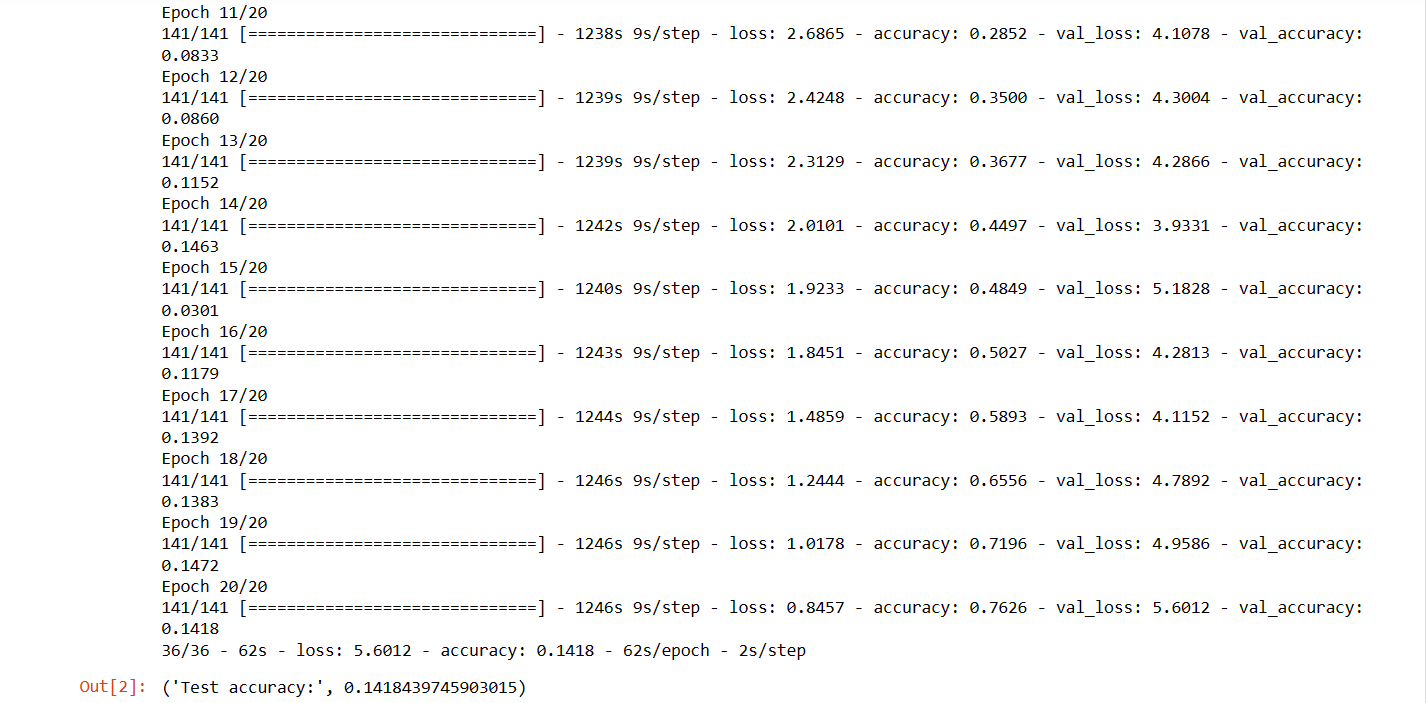 Epoch 11/20
141/141 [==============================] - 1238s 9s/step - loss: 2.6865 - accuracy: 0.2852 - val_loss: 4.1078 - val_accuracy:
0.0833
Epoch 12/20
141/141 [==============================] - 1239s 9s/step - loss: 2.4248 - accuracy: 0.3500 - val_loss: 4.3004 - val_accuracy:
0.0860
Epoch 13/20
141/141 [==============================] - 1239s 9s/step - loss: 2.3129 - accuracy: 0.3677 - val_loss: 4.2866 - val_accuracy:
0.1152
Epoch 14/20
141/141 [==============================] - 1242s 9s/step - loss: 2.0101 - accuracy: 0.4497 - val_loss: 3.9331 - val_accuracy:
0.1463
Epoch 15/20
141/141 [==============================] - 1240s 9s/step - loss: 1.9233 - accuracy: 0.4849 - val_loss: 5.1828 - val_accuracy:
0.0301
Epoch 16/20
141/141 [==============================] - 1243s 9s/step - loss: 1.8451 - accuracy: 0.5027 - val_loss: 4.2813 - val_accuracy:
0.1179
Epoch 17/20
141/141 [==============================] - 1244s 9s/step - loss: 1.4859 - accuracy: 0.5893 - val_loss: 4.1152 - val_accuracy:
0.1392
Epoch 18/20
141/141 [==============================] - 1246s 9s/step - loss: 1.2444 - accuracy: 0.6556 - val_loss: 4.7892 - val_accuracy:
0.1383
Epoch 19/20
141/141 [==============================] - 1246s 9s/step - loss: 1.0178 - accuracy: 0.7196 - val_loss: 4.9586 - val_accuracy:
0.1472
Epoch 20/20
141/141 [==============================] - 1246s 9s/step - loss: 0.8457 - accuracy: 0.7626 - val_loss: 5.6012 - val_accuracy:
0.1418
36/36 - 62s - loss: 5.6012 - accuracy: 0.1418 - 62s/epoch - 2s/step
Out[2]: ('Test accuracy:', 0.1418439745903015)